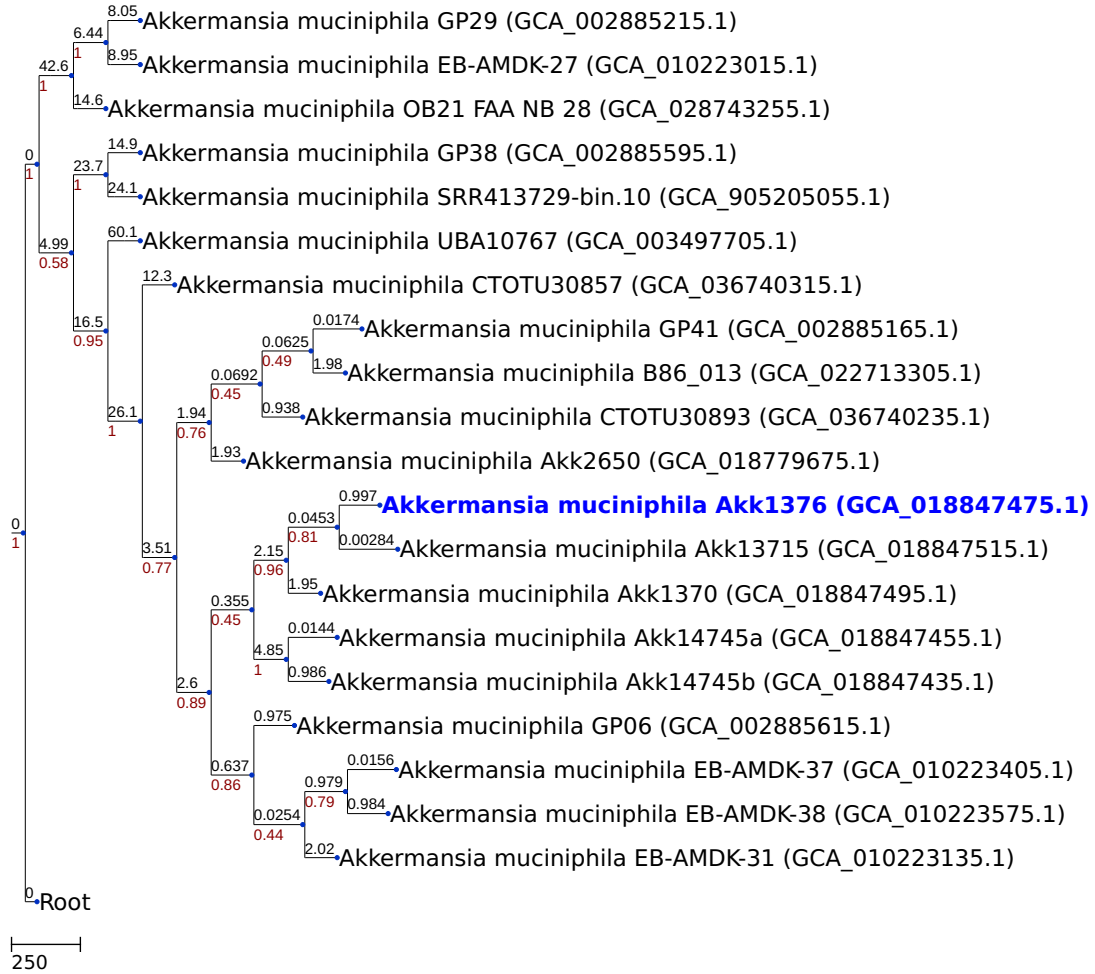 8.05
Akkermansia muciniphila GP29 (GCA_002885215.1)
6.44
1
8.95
Akkermansia muciniphila EB-AMDK-27 (GCA_010223015.1)
42.6
1
14.6
Akkermansia muciniphila OB21 FAA NB 28 (GCA_028743255.1)
0
1
14.9
Akkermansia muciniphila GP38 (GCA_002885595.1)
23.7
1
24.1
Akkermansia muciniphila SRR413729-bin.10 (GCA_905205055.1)
4.99
0.58
60.1
Akkermansia muciniphila UBA10767 (GCA_003497705.1)
12.3
Akkermansia muciniphila CTOTU30857 (GCA_036740315.1)
16.5
0.95
0.0174
Akkermansia muciniphila GP41 (GCA_002885165.1)
0.0625
0.49
1.98
Akkermansia muciniphila B86_013 (GCA_022713305.1)
0.0692
0.45
0.938
Akkermansia muciniphila CTOTU30893 (GCA_036740235.1)
26.1
1
1.94
0.76
1.93
Akkermansia muciniphila Akk2650 (GCA_018779675.1)
0.997
Akkermansia muciniphila Akk1376 (GCA_018847475.1)
0
1
0.0453
0.81
0.00284
Akkermansia muciniphila Akk13715 (GCA_018847515.1)
3.51
0.77
2.15
0.96
1.95
Akkermansia muciniphila Akk1370 (GCA_018847495.1)
0.355
0.45
0.0144
Akkermansia muciniphila Akk14745a (GCA_018847455.1)
4.85
1
0.986
Akkermansia muciniphila Akk14745b (GCA_018847435.1)
2.6
0.89
0.975
Akkermansia muciniphila GP06 (GCA_002885615.1)
0.637
0.86
0.0156
Akkermansia muciniphila EB-AMDK-37 (GCA_010223405.1)
0.979
0.79
0.984
Akkermansia muciniphila EB-AMDK-38 (GCA_010223575.1)
0.0254
0.44
2.02
Akkermansia muciniphila EB-AMDK-31 (GCA_010223135.1)
0
Root
250